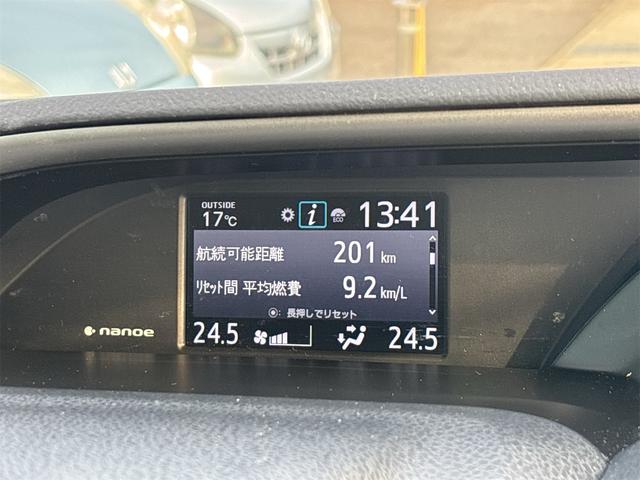 OUTSIDE
17℃
i
ECO
13:41
航続可能距離 201 km
リセット間 平均燃費 9.2 km/L
: 長押しでリセット
nanoe
24.5
24.5